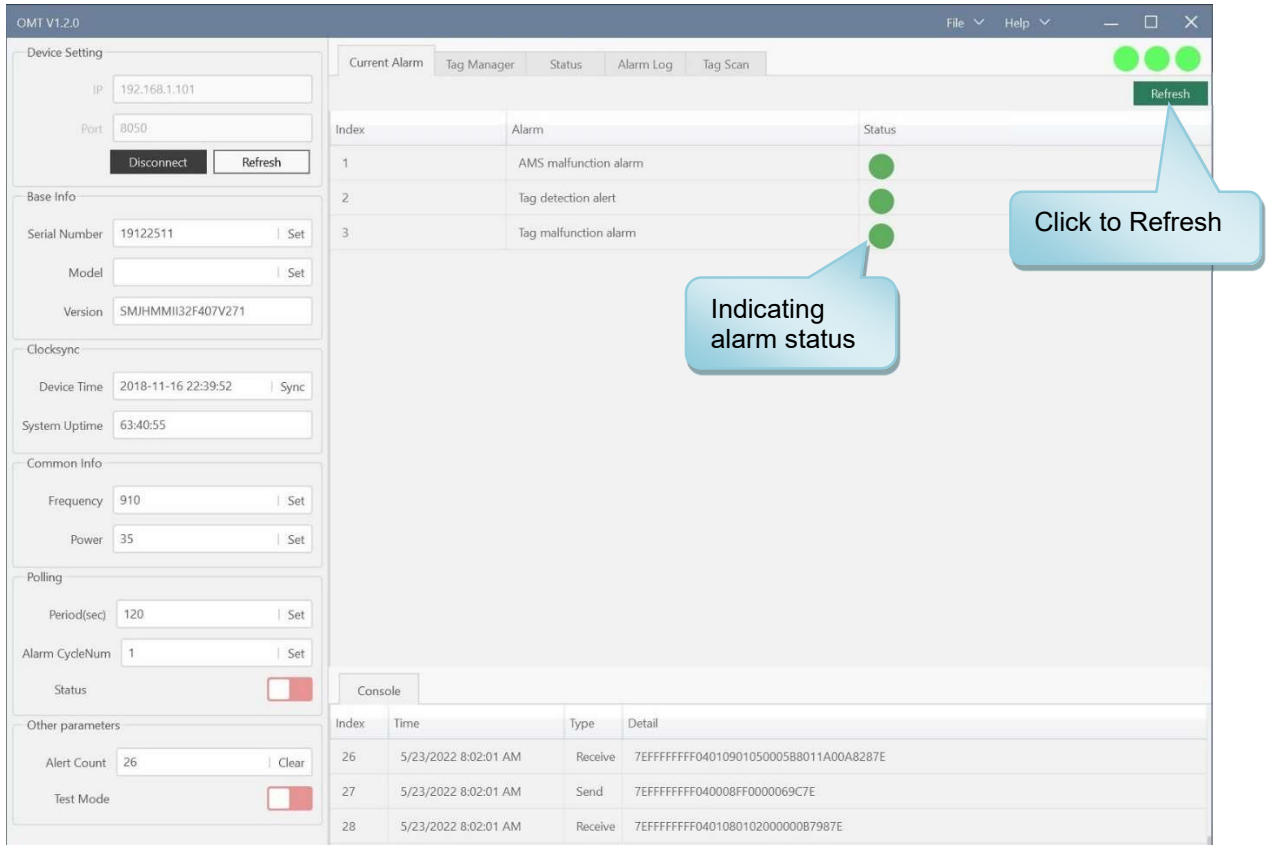 OMT V1.2.0 File Help
Device Setting
IP 192.168.1.101
Port 8050
Disconnect Refresh
Base Info
Serial Number 19122511 Set
Model Set
Version SMJHMMII32F407V271
Clocksync
Device Time 2018-11-16 22:39:52 Sync
System Uptime 63:40:55
Common Info
Frequency 910 Set
Power 35 Set
Polling
Period(sec) 120 Set
Alarm CycleNum 1 Set
Status
Other parameters
Alert Count 26 Clear
Test Mode
Current Alarm Tag Manager Status Alarm Log Tag Scan
Refresh
Index Alarm Status
1 AMS malfunction alarm
2 Tag detection alert
3 Tag malfunction alarm
Click to Refresh
Indicating
alarm status
Console
Index Time Type Detail
26 5/23/2022 8:02:01 AM Receive 7EFFFFFFFF04010901050005B8011A00A8287E
27 5/23/2022 8:02:01 AM Send 7EFFFFFFFF040008FF0000069C7E
28 5/23/2022 8:02:01 AM Receive 7EFFFFFFFF0401080102000000B7987E